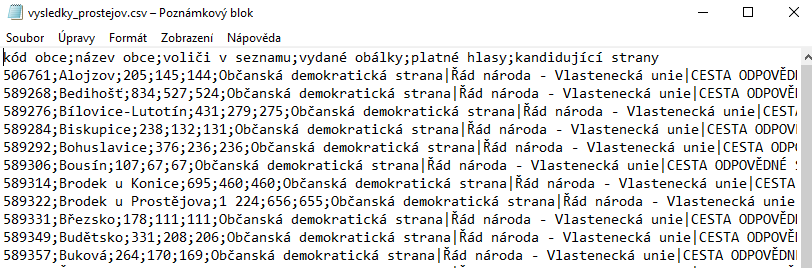 vysledky_prostejov.csv – Poznámkový blok
Soubor Úpravy Formát Zobrazení Nápověda
kód obce;název obce;voliči v seznamu;vydané obálky;platné hlasy;kandidující strany
506761;Alojzov;205;145;144;Občanská demokratická strana|Řád národa - Vlastenecká unie|CESTA
589268;Bedihošť;834;527;524;Občanská demokratická strana|Řád národa - Vlastenecká unie|CESTA
589276;Bílovice-Lutotín;431;279;275;Občanská demokratická strana|Řád národa - Vlastenecká unie|
589284;Biskupice;238;132;131;Občanská demokratická strana|Řád národa - Vlastenecká unie|CESTA
589292;Bohuslavice;376;236;236;Občanská demokratická strana|Řád národa - Vlastenecká unie|CESTA
589306;Bousín;107;67;67;Občanská demokratická strana|Řád národa - Vlastenecká unie|CESTA ODPOVĚDNÉ
589314;Brodek u Konice;695;460;460;Občanská demokratická strana|Řád národa - Vlastenecká unie|CESTA
589322;Brodek u Prostějova;1 224;656;655;Občanská demokratická strana|Řád národa - Vlastenecká unie|
589331;Březsko;178;111;111;Občanská demokratická strana|Řád národa - Vlastenecká unie|CESTA
589349;Budětsko;331;208;206;Občanská demokratická strana|Řád národa - Vlastenecká unie|CESTA
589357;Buková;264;170;169;Občanská demokratická strana|Řád národa - Vlastenecká unie|CESTA